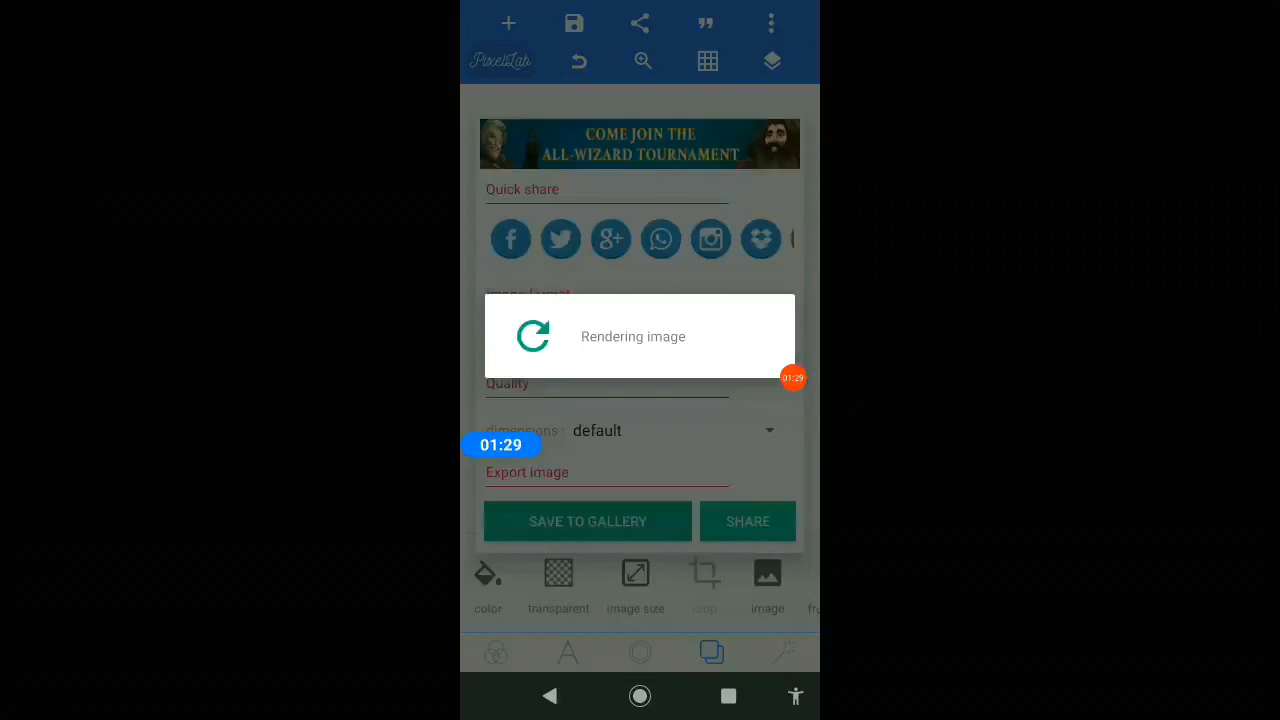 PixelLab
COME JOIN THE
ALL-WIZARD TOURNAMENT
Quick share
Rendering image
01:29
Quality
dimensions : default
01:29
Export image
SAVE TO GALLERY
SHARE
color
transparent
image size
crop
image